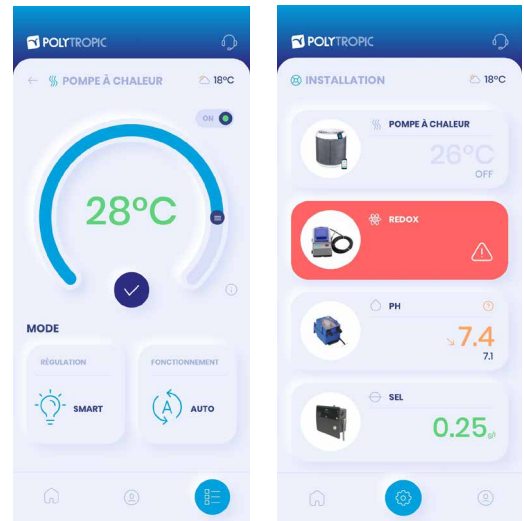 POLYTROPIC
POMPE À CHALEUR
18°C
ON
28°C
MODE
RÉGULATION
SMART
FONCTIONNEMENT
A
AUTO
POLYTROPIC
INSTALLATION
18°C
POMPE À CHALEUR
26°C
OFF
REDOX
PH
7.4
7.1
SEL
0.25 g/l